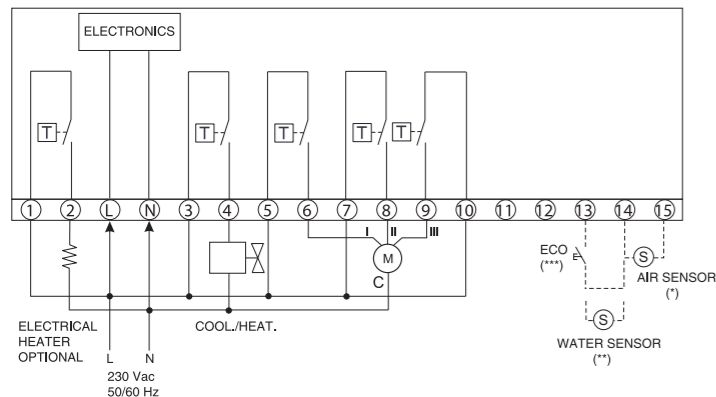 ELECTRONICS
T T T T T
1 2 L N 3 4 5 6 7 8 9 10 11 12 13 14 15
I II III
M
C
ECO
(***)
S
AIR SENSOR
(*)
S
WATER SENSOR
(**)
ELECTRICAL
HEATER
OPTIONAL
COOL./HEAT.
L N
230 Vac
50/60 Hz